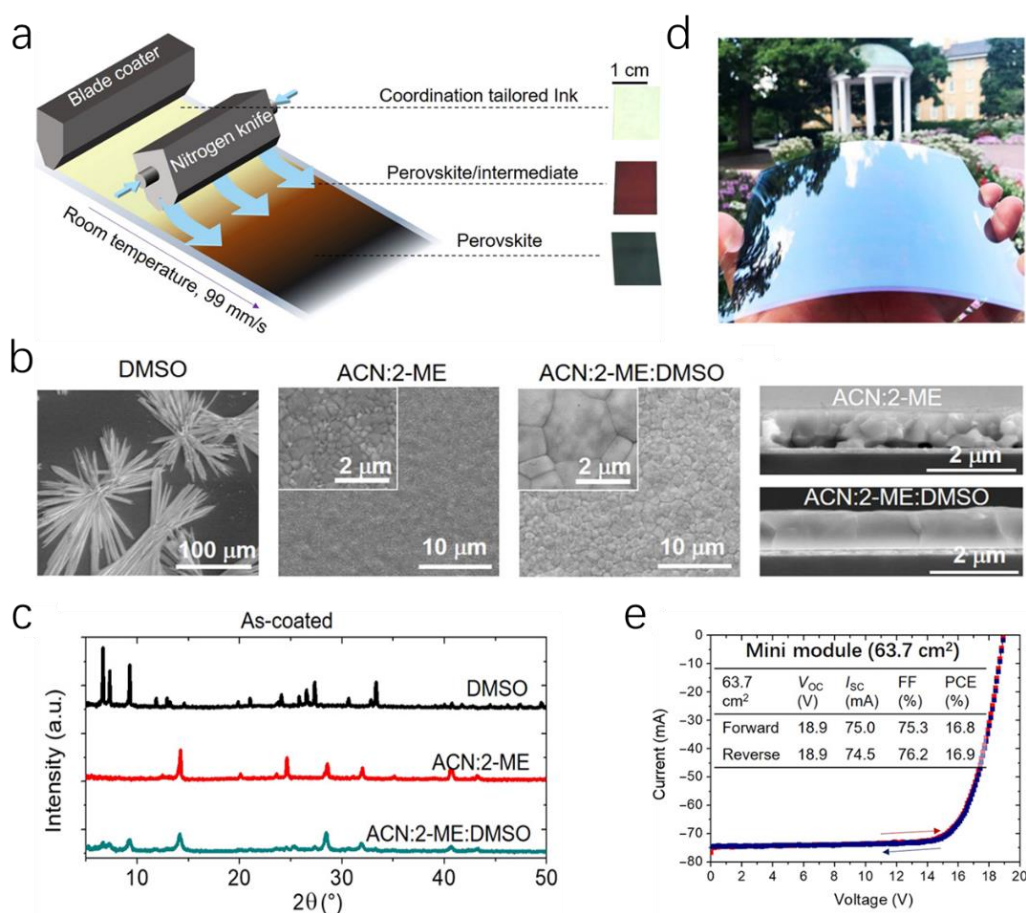 a
Blade coater
Nitrogen knife
Room temperature, 99 mm/s
1 cm
Coordination tailored Ink
Perovskite/intermediate
Perovskite
d
b
DMSO
100 μm
ACN:2-ME
2 μm
10 μm
ACN:2-ME:DMSO
2 μm
10 μm
ACN:2-ME
2 μm
ACN:2-ME:DMSO
2 μm
c
As-coated
Intensity (a.u.)
DMSO
ACN:2-ME
ACN:2-ME:DMSO
10 20 30 40 50
2θ (°)
e
Mini module (63.7 cm²)
63.7 cm² VOC (V) ISC (mA) FF (%) PCE (%)
Forward 18.9 75.0 75.3 16.8
Reverse 18.9 74.5 76.2 16.9
Current (mA)
0
−10
−20
−30
−40
−50
−60
−70
−80
0 2 4 6 8 10 12 14 16 18 20
Voltage (V)